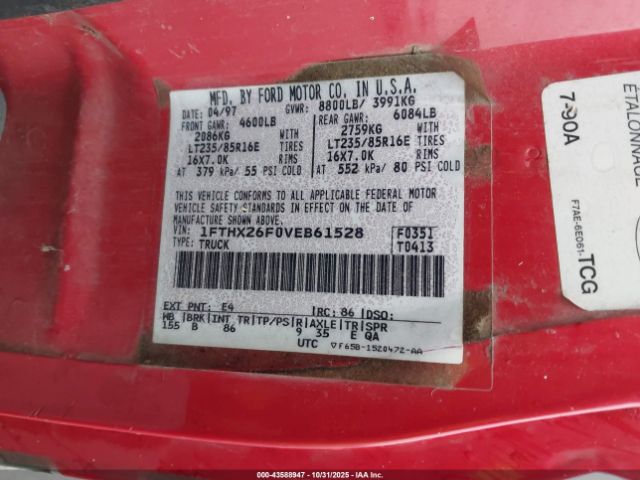 MFD. BY FORD MOTOR CO. IN U.S.A.
DATE: 04/97 GVWR: 8800LB/ 3991KG
FRONT GAWR: 4600LB REAR GAWR: 6084LB
2086KG WITH 2759KG WITH
LT235/85R16E TIRES LT235/85R16E TIRES
16X7.0K RIMS 16X7.0K RIMS
AT 379 kPa/ 55 PSI COLD AT 552 kPa/ 80 PSI COLD
THIS VEHICLE CONFORMS TO ALL APPLICABLE FEDERAL MOTOR
VEHICLE SAFETY STANDARDS IN EFFECT ON THE DATE OF
MANUFACTURE SHOWN ABOVE.
VIN: 1FTHX26F0VEB61528 F0351
TYPE: TRUCK T0413
EXT PNT: E4 RC: 86 DSO:
WB BRK INT TR TP/PS R AXLE TR SPR
155 B 86 9 35 E QA
UTC ▽F65B-1520472-AA
ETALONNAGE
7-90A
F7AE-6E061-TCG
000-43588947 - 10/31/2025 - IAA Inc.